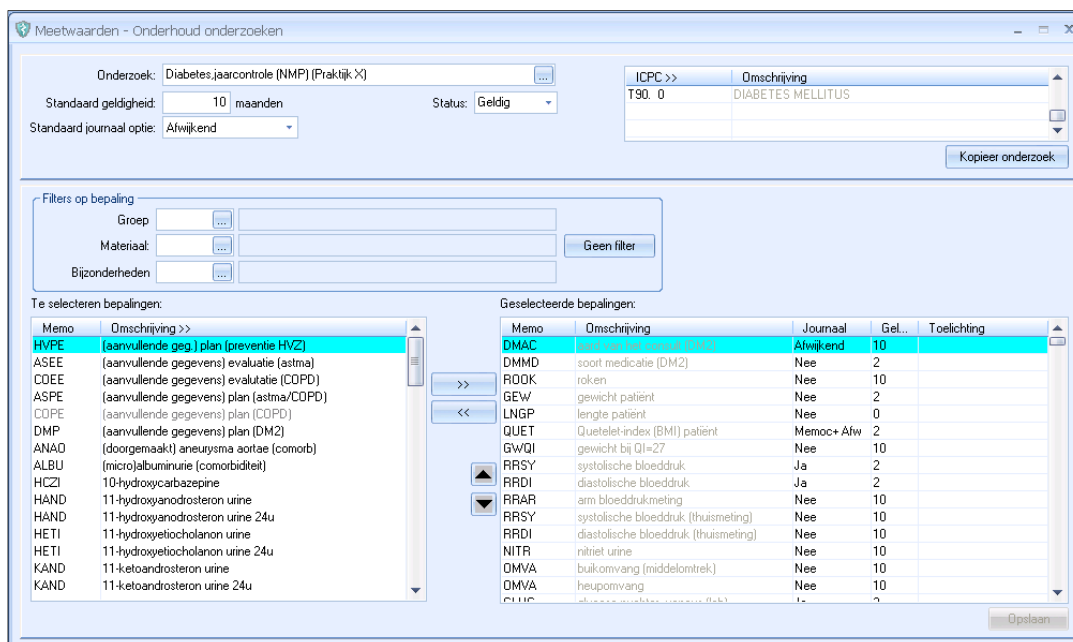 Meetwaarden - Onderhoud onderzoeken
Onderzoek: Diabetes,jaarcontrole (NMP) (Praktijk X) ...
Standaard geldigheid: 10 maanden Status: Geldig
Standaard journaal optie: Afwijkend
ICPC >> Omschrijving
T90. 0 DIABETES MELLITUS
Kopieer onderzoek
Filters op bepaling
Groep ...
Materiaal: ...
Geen filter
Bijzonderheden ...
Te selecteren bepalingen:
Memo Omschrijving >>
HVPE (aanvullende geg.) plan (preventie HVZ)
ASEE (aanvullende gegevens) evaluatie (astma)
COEE (aanvullende gegevens) evalutatie (COPD)
ASPE (aanvullende gegevens) plan (astma/COPD)
COPE (aanvullende gegevens) plan (COPD)
DMP (aanvullende gegevens) plan (DM2)
ANAO (doorgemaakt) aneurysma aortae (comorb)
ALBU (micro)albuminurie (comorbiditeit)
HCZI 10-hydroxycarbazepine
HAND 11-hydroxyanodrosteron urine
HAND 11-hydroxyanodrosteron urine 24u
HETI 11-hydroxyetiocholanon urine
HETI 11-hydroxyetiocholanon urine 24u
KAND 11-ketoandrosteron urine
KAND 11-ketoandrosteron urine 24u
>>
<<
Geselecteerde bepalingen:
Memo Omschrijving Journaal Gel... Toelichting
DMAC aard van het consult (DM2) Afwijkend 10
DMMD soort medicatie (DM2) Nee 2
ROOK roken Nee 10
GEW gewicht patiënt Nee 2
LNGP lengte patiënt Nee 0
QUET Quetelet-index (BMI) patiënt Memoc+ Afw 2
GWQI gewicht bij QI=27 Nee 10
RRSY systolische bloeddruk Ja 2
RRDI diastolische bloeddruk Ja 2
RRAR arm bloeddrukmeting Nee 10
RRSY systolische bloeddruk (thuismeting) Nee 10
RRDI diastolische bloeddruk (thuismeting) Nee 10
NITR nitriet urine Nee 10
OMVA buikomvang (middelomtrek) Nee 10
OMVA heupomvang Nee 10
Opslaan